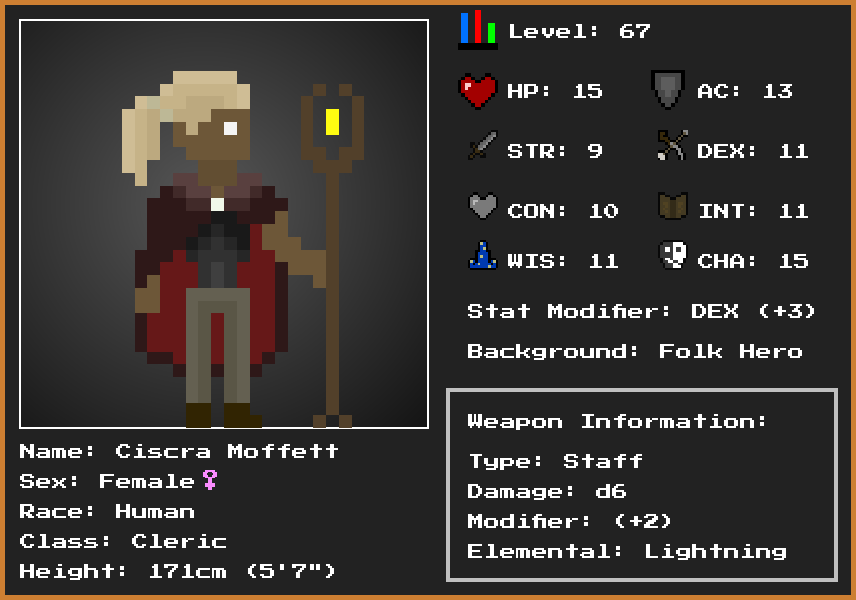 Level: 67
HP: 15
AC: 13
STR: 9
DEX: 11
CON: 10
INT: 11
WIS: 11
CHA: 15
Stat Modifier: DEX (+3)
Background: Folk Hero
Weapon Information:
Type: Staff
Damage: d6
Modifier: (+2)
Elemental: Lightning
Name: Ciscra Moffett
Sex: Female♀
Race: Human
Class: Cleric
Height: 171cm (5'7")